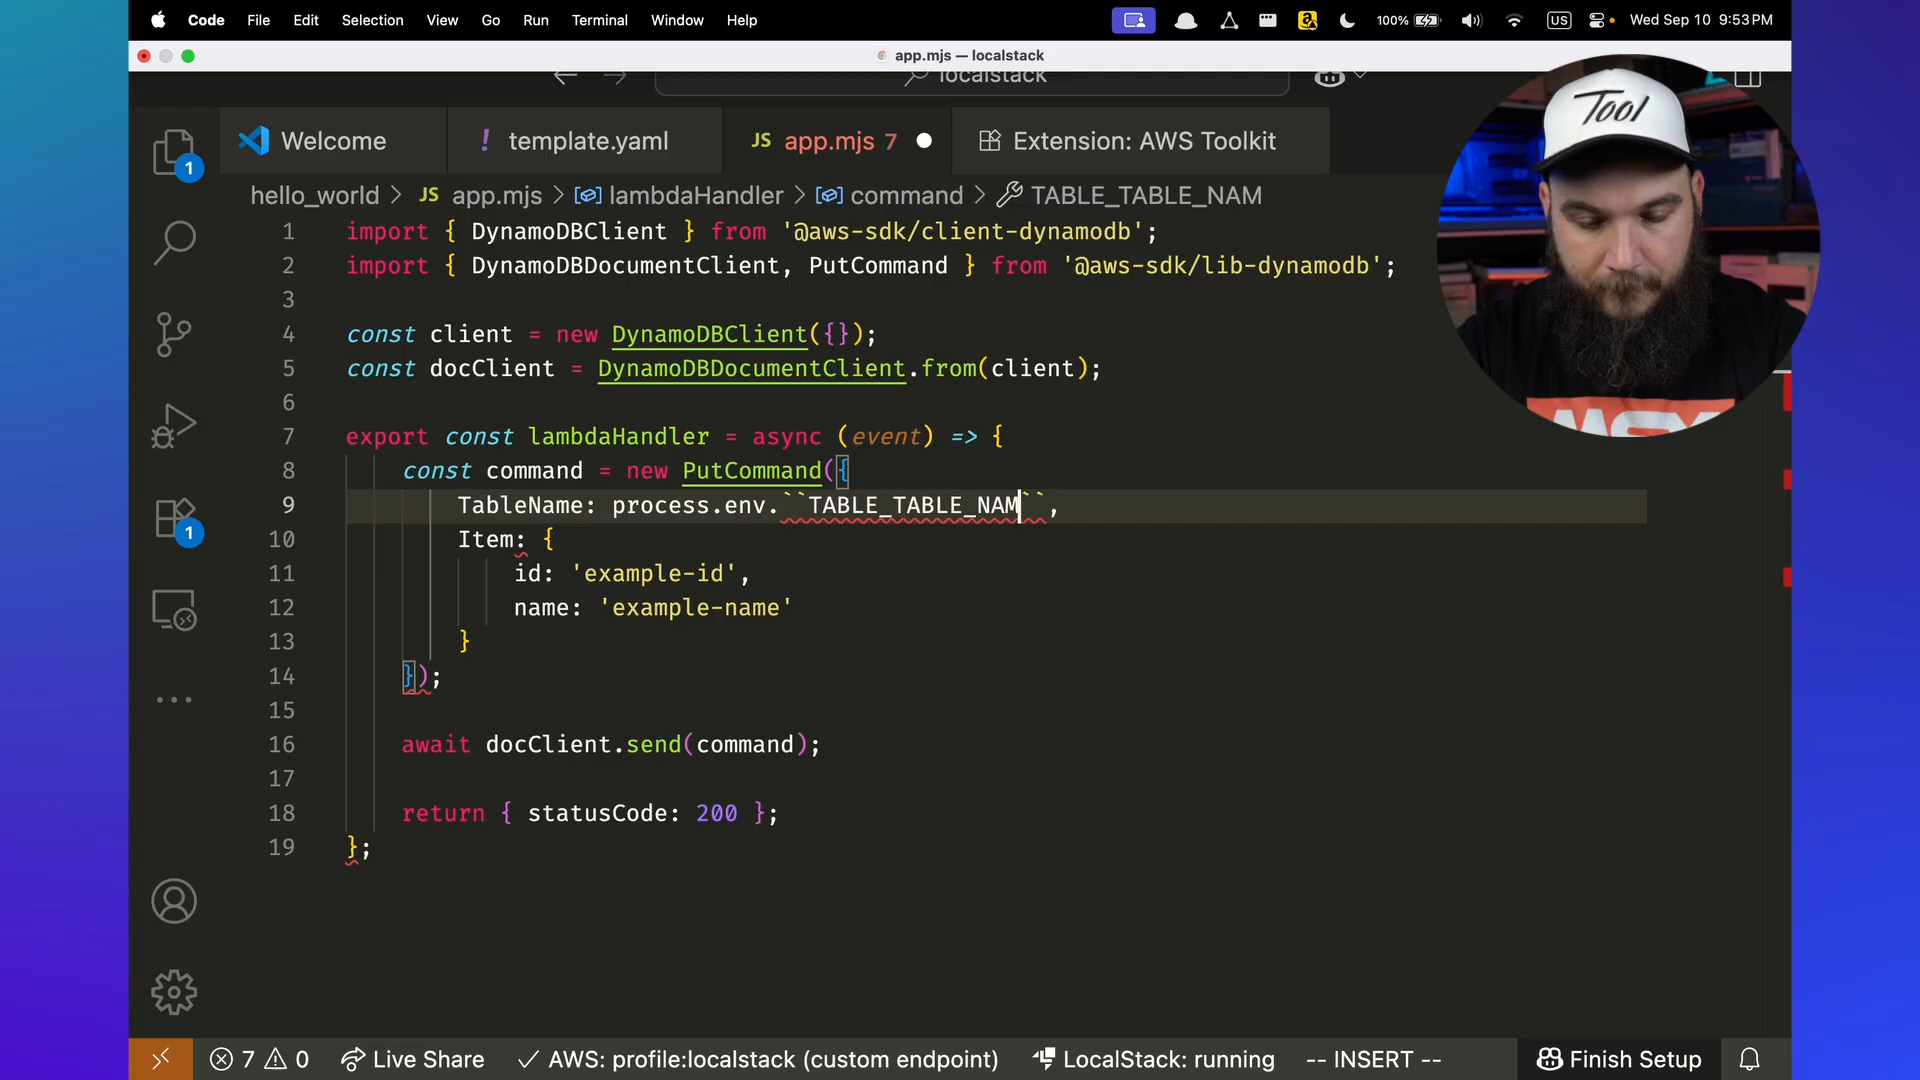 Code File Edit Selection View Go Run Terminal Window Help 100% US Wed Sep 10 9:53 PM
app.mjs — localstack
localstack
Welcome template.yaml JS app.mjs 7 Extension: AWS Toolkit
hello_world > JS app.mjs > lambdaHandler > command > TABLE_TABLE_NAM
1 import { DynamoDBClient } from '@aws-sdk/client-dynamodb';
2 import { DynamoDBDocumentClient, PutCommand } from '@aws-sdk/lib-dynamodb';
3
4 const client = new DynamoDBClient({});
5 const docClient = DynamoDBDocumentClient.from(client);
6
7 export const lambdaHandler = async (event) => {
8 const command = new PutCommand({
9 TableName: process.env.``TABLE_TABLE_NAM``,
10 Item: {
11 id: 'example-id',
12 name: 'example-name'
13 }
14 });
15
16 await docClient.send(command);
17
18 return { statusCode: 200 };
19 };
1
1
Tool
7 0 Live Share AWS: profile:localstack (custom endpoint) LocalStack: running -- INSERT -- Finish Setup